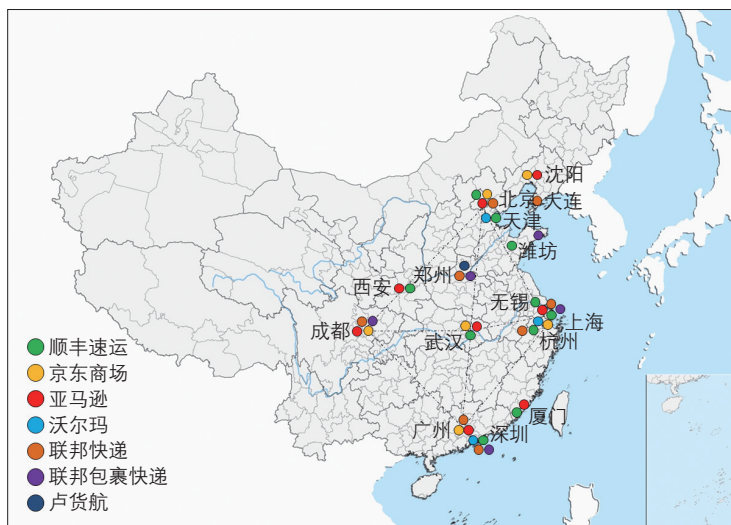 沈阳
北京
大连
天津
潍坊
郑州
西安
无锡
成都
上海
武汉
杭州
厦门
广州
深圳
顺丰速运
京东商场
亚马逊
沃尔玛
联邦快递
联邦包裹快递
卢货航